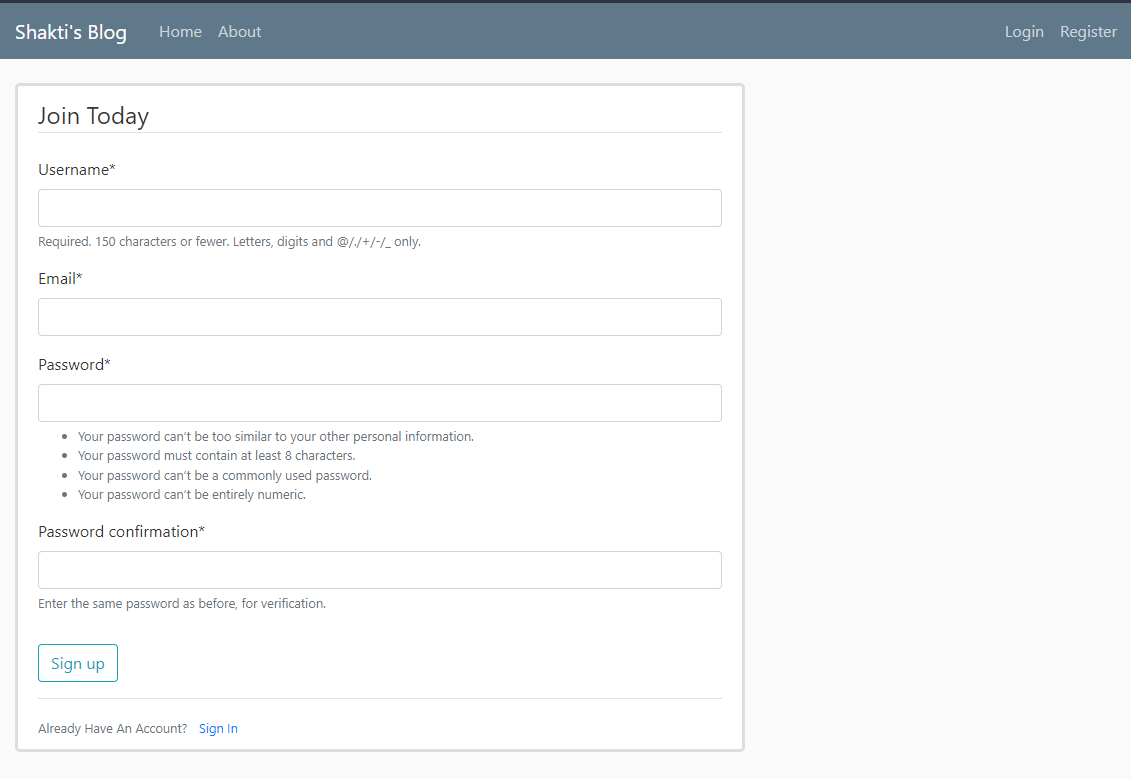 Shakti's Blog Home About Login Register
Join Today
Username*
Required. 150 characters or fewer. Letters, digits and @/./+/-/_ only.
Email*
Password*
Your password can't be too similar to your other personal information.
Your password must contain at least 8 characters.
Your password can't be a commonly used password.
Your password can't be entirely numeric.
Password confirmation*
Enter the same password as before, for verification.
Sign up
Already Have An Account? Sign In